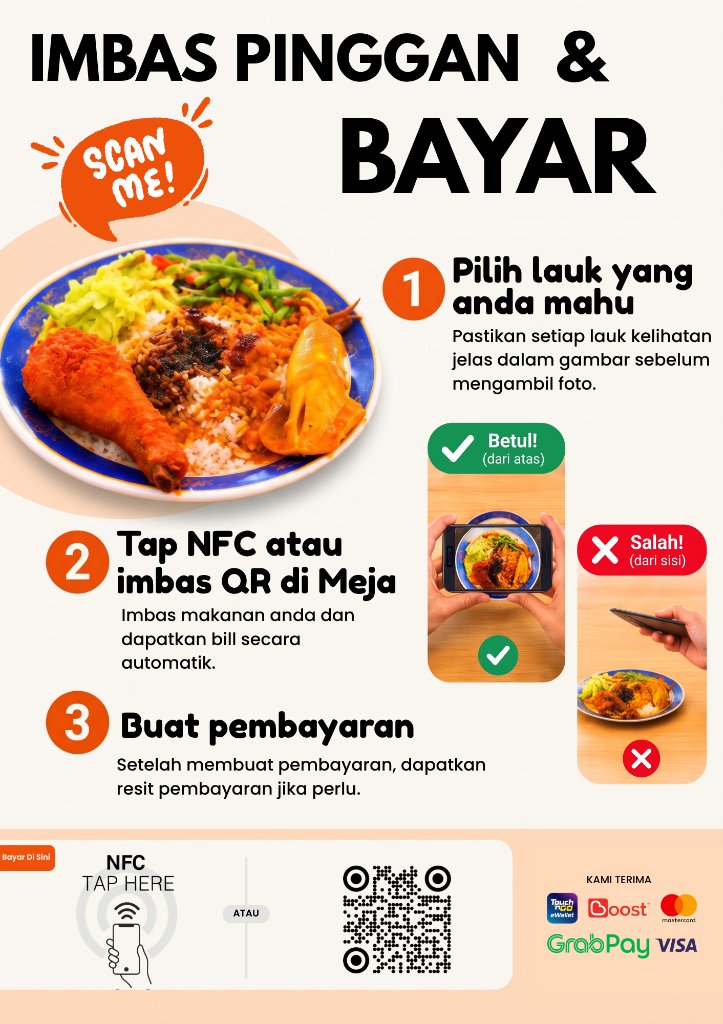 IMBAS PINGGAN &
BAYAR
SCAN
ME!
1
Pilih lauk yang
anda mahu
Pastikan setiap lauk kelihatan
jelas dalam gambar sebelum
mengambil foto.
Betul!
(dari atas)
Salah!
(dari sisi)
2
Tap NFC atau
imbas QR di Meja
Imbas makanan anda dan
dapatkan bill secara
automatik.
3
Buat pembayaran
Setelah membuat pembayaran, dapatkan
resit pembayaran jika perlu.
Bayar Di Sini
NFC
TAP HERE
ATAU
KAMI TERIMA
Touch
'nGO
eWallet
Boost
mastercard
GrabPay
VISA